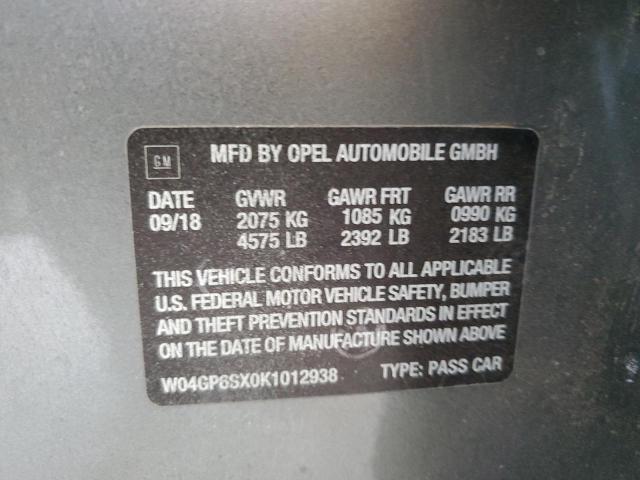 GM MFD BY OPEL AUTOMOBILE GMBH
DATE GVWR GAWR FRT GAWR RR
09/18 2075 KG 1085 KG 0990 KG
4575 LB 2392 LB 2183 LB
THIS VEHICLE CONFORMS TO ALL APPLICABLE
U.S. FEDERAL MOTOR VEHICLE SAFETY, BUMPER
AND THEFT PREVENTION STANDARDS IN EFFECT
ON THE DATE OF MANUFACTURE SHOWN ABOVE
W04GP6SX0K1012938 TYPE: PASS CAR